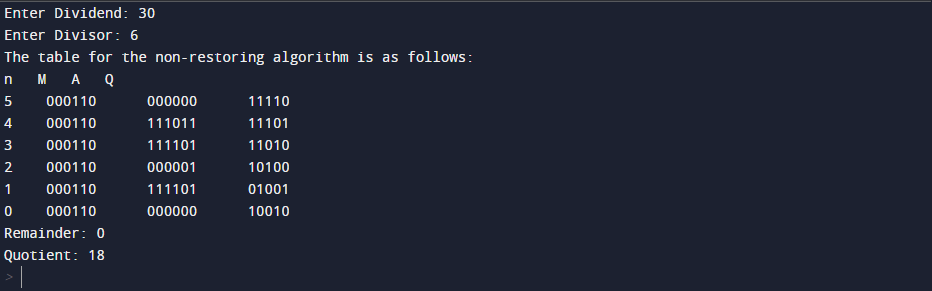 Enter Dividend: 30
Enter Divisor: 6
The table for the non-restoring algorithm is as follows:
n   M   A   Q
5    000110      000000      11110
4    000110      111011      11101
3    000110      111101      11010
2    000110      000001      10100
1    000110      111101      01001
0    000110      000000      10010
Remainder: 0
Quotient: 18
>